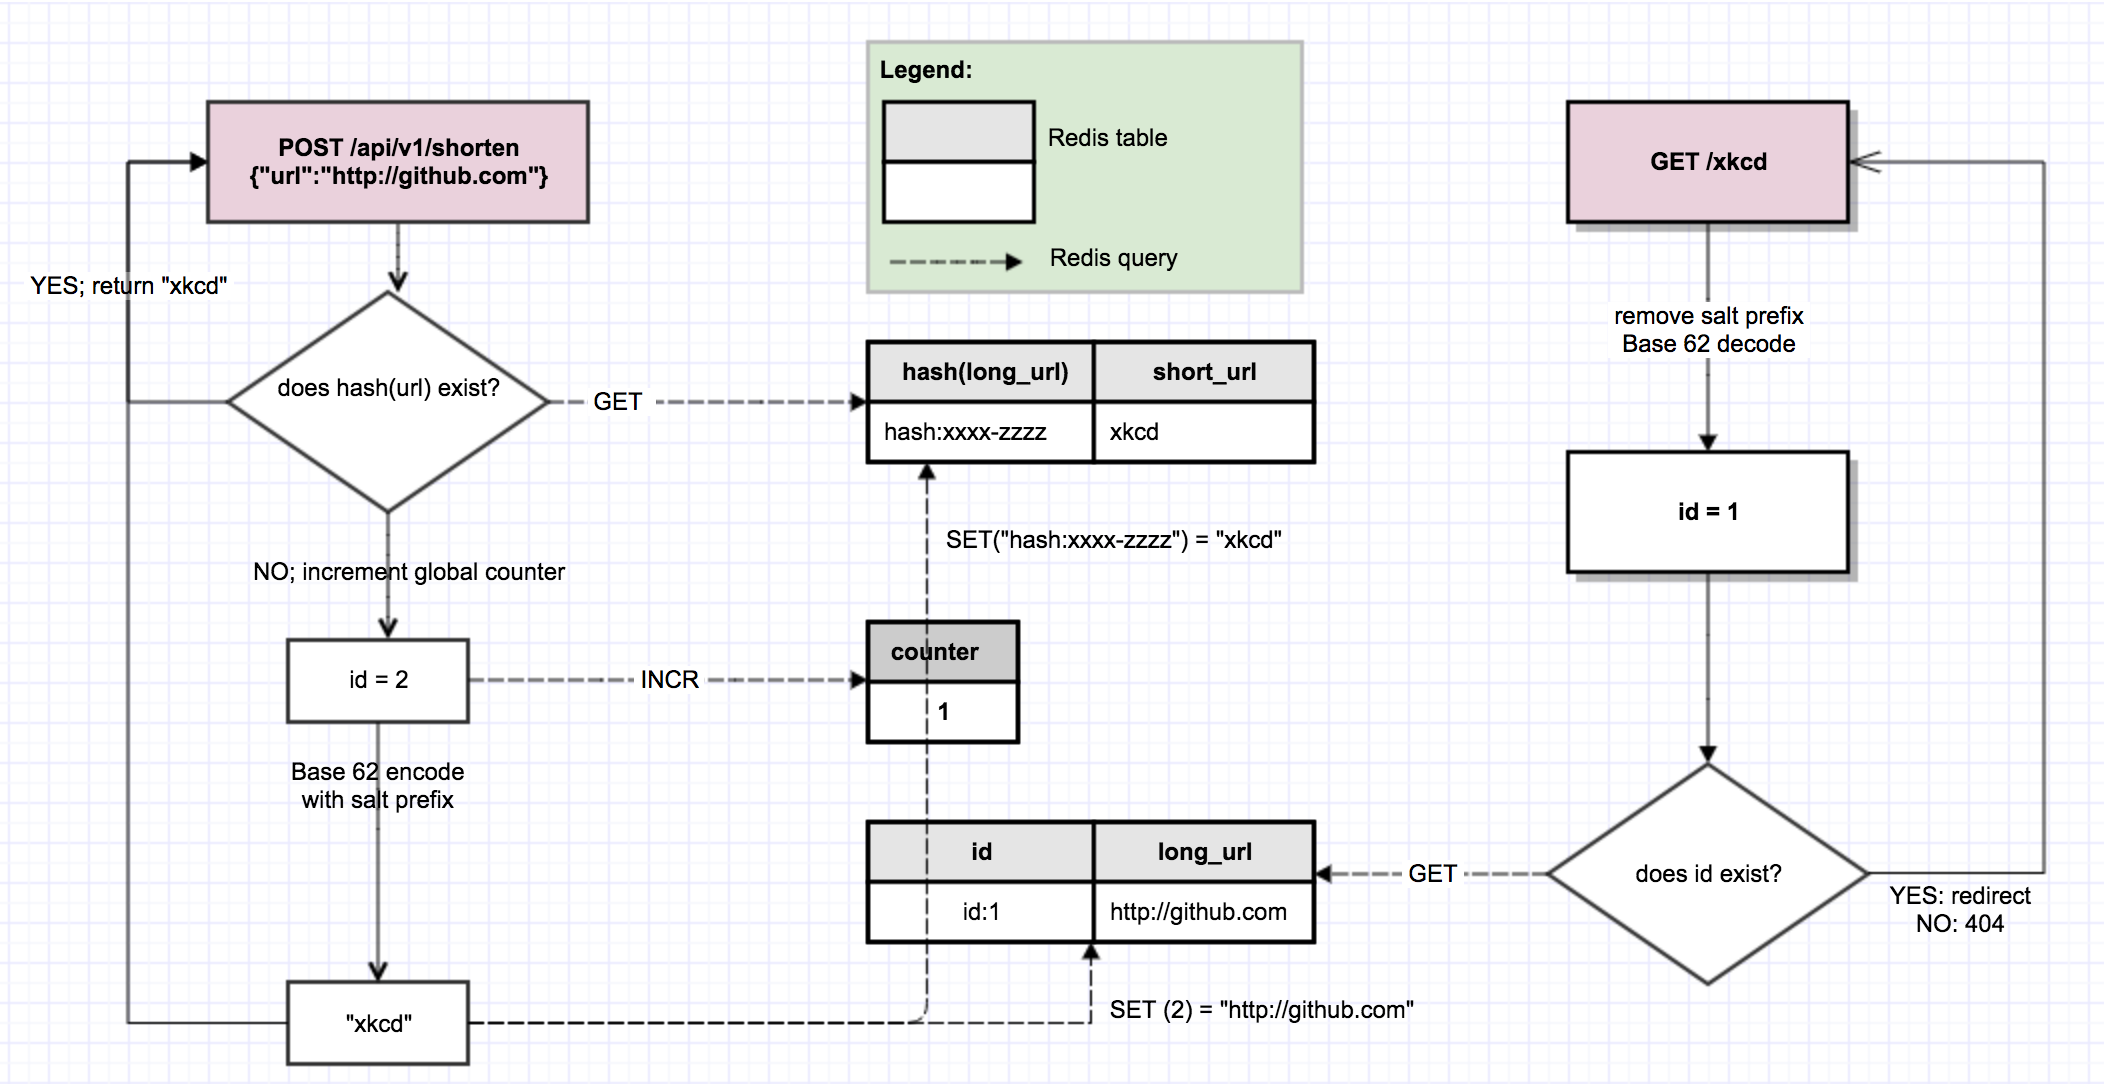 Legend:
Redis table
Redis query
POST /api/v1/shorten
{"url":"http://github.com"}
YES; return "xkcd"
does hash(url) exist?
GET
NO; increment global counter
id = 2
INCR
Base 62 encode
with salt prefix
"xkcd"
hash(long_url) short_url
hash:xxxx-zzzz xkcd
SET("hash:xxxx-zzzz") = "xkcd"
counter
1
id long_url
id:1 http://github.com
SET (2) = "http://github.com"
GET /xkcd
remove salt prefix
Base 62 decode
id = 1
does id exist?
GET
YES: redirect
NO: 404